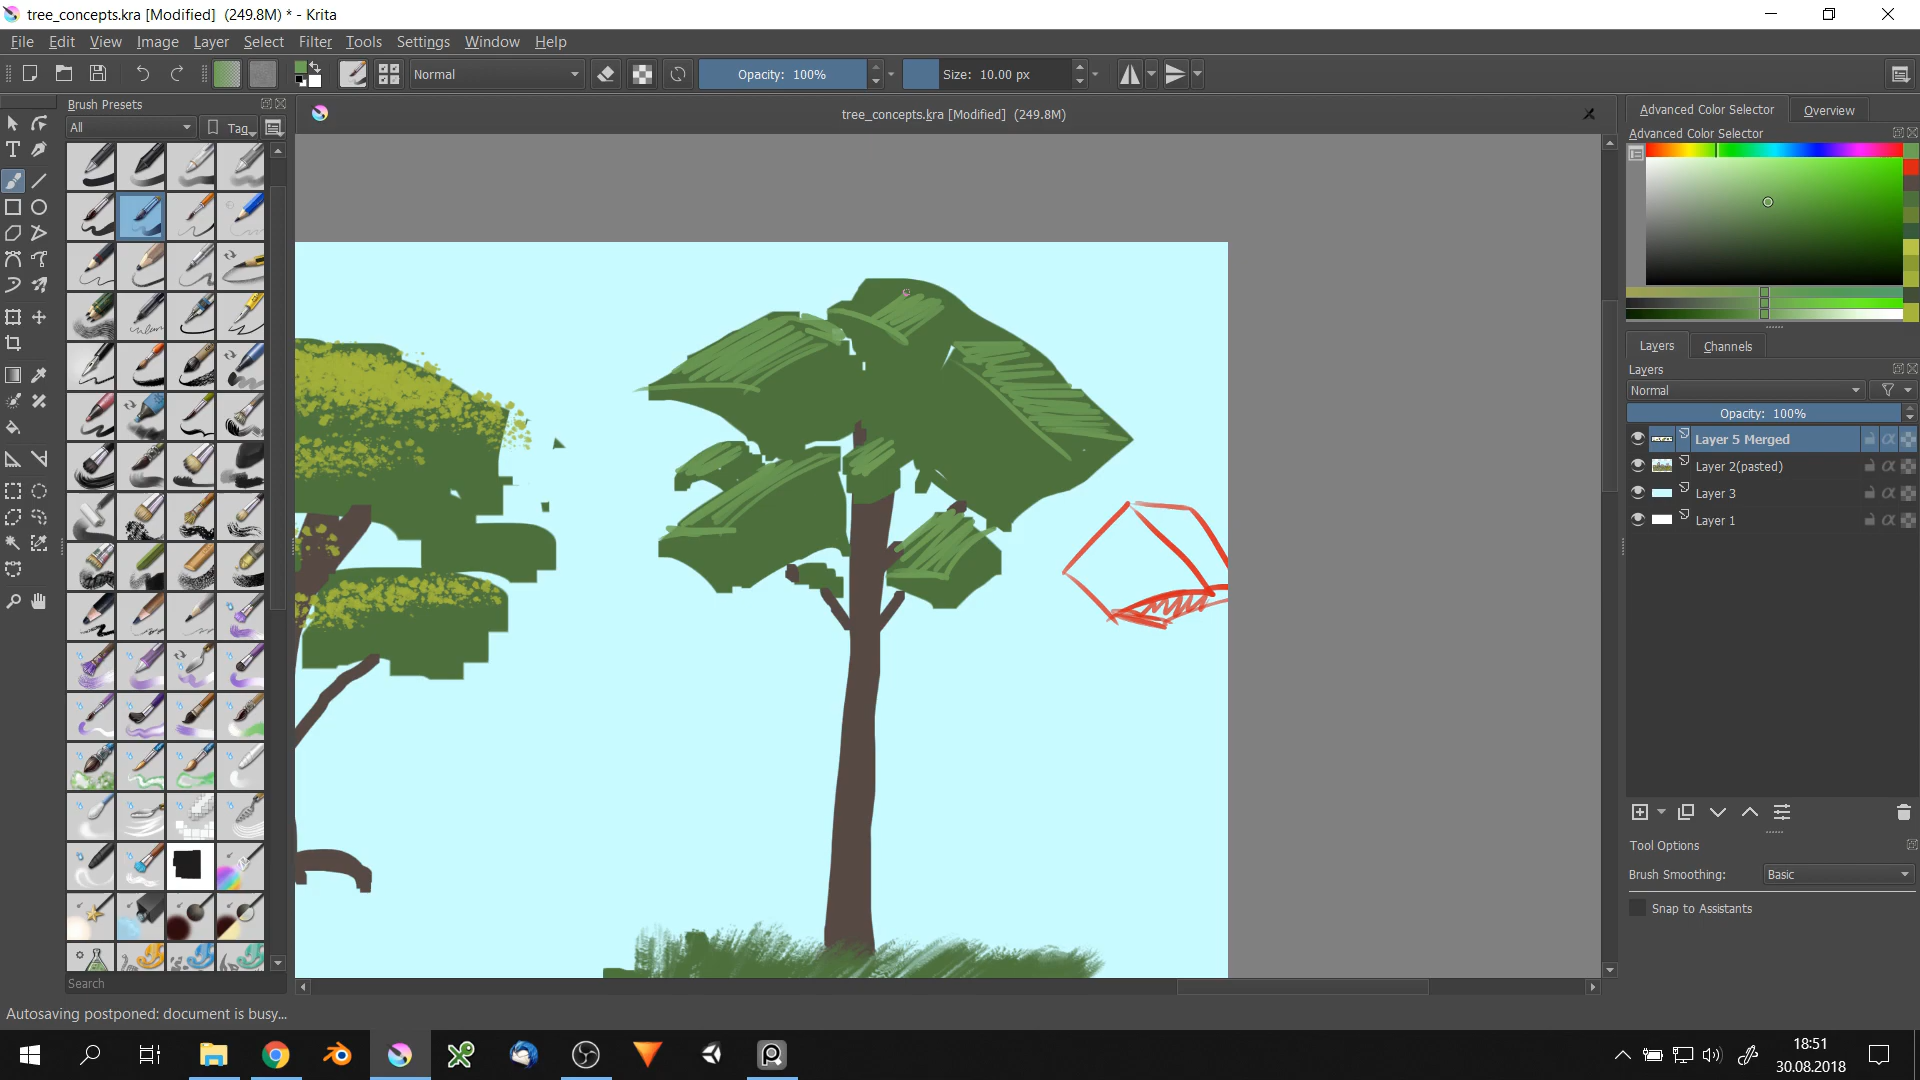 tree_concepts.kra [Modified]  (249.8M) * - Krita
File Edit View Image Layer Select Filter Tools Settings Window Help
Normal Opacity: 100% Size: 10.00 px
Brush Presets
All Tag
tree_concepts.kra [Modified]  (249.8M)
Advanced Color Selector Overview
Advanced Color Selector
Layers Channels
Layers
Normal
Opacity: 100%
Layer 5 Merged
Layer 2(pasted)
Layer 3
Layer 1
Tool Options
Brush Smoothing: Basic
Snap to Assistants
Search
Autosaving postponed: document is busy...
18:51
30.08.2018